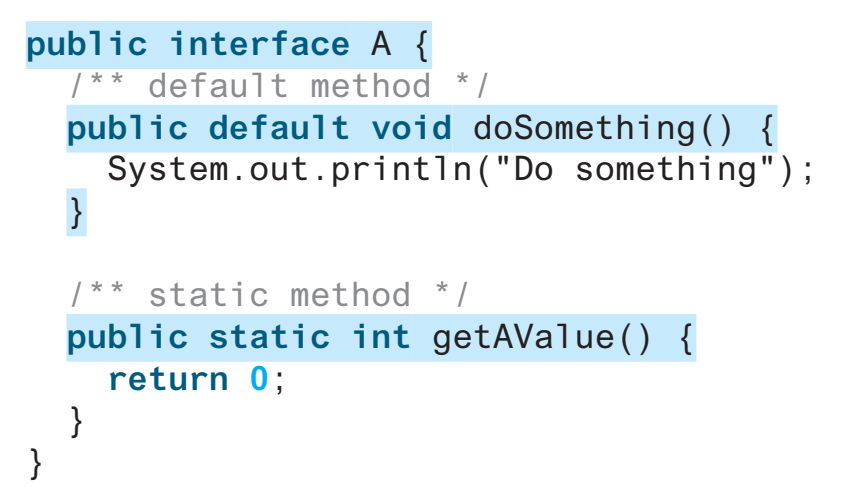 public interface A {
/** default method */
public default void doSomething() {
System.out.println("Do something");
}
/** static method */
public static int getAValue() {
return 0;
}
}